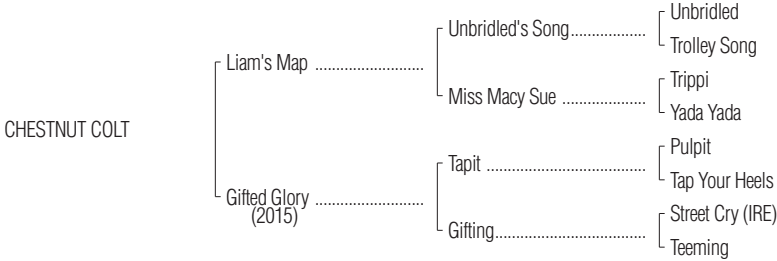 Unbridled
Unbridled's Song..................
Trolley Song
Liam's Map ..........................
Trippi
Miss Macy Sue ....................
Yada Yada
CHESTNUT COLT
Pulpit
Tapit ......................................
Tap Your Heels
Gifted Glory ..........................
(2015)
Street Cry (IRE)
Gifting....................................
Teeming